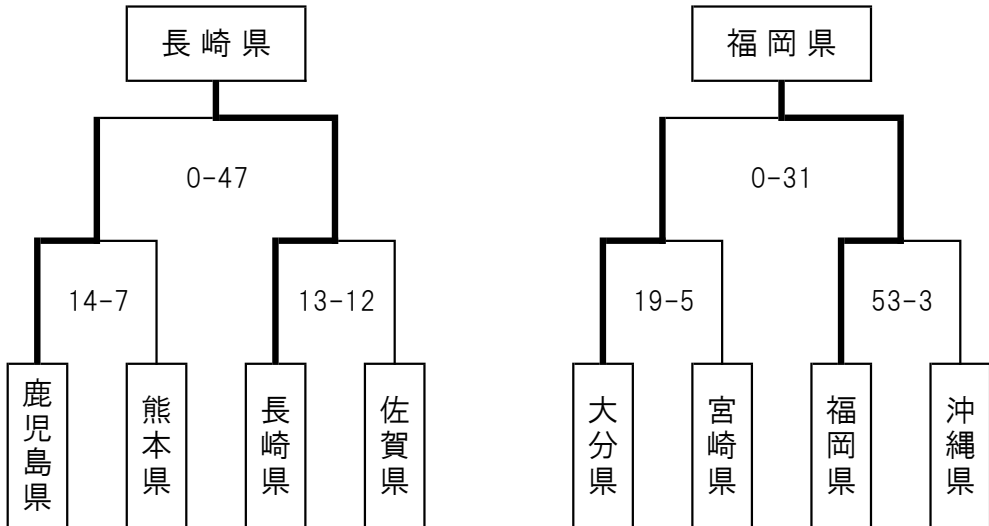 長崎県
福岡県
0-47
0-31
14-7
13-12
19-5
53-3
鹿児島県
熊本県
長崎県
佐賀県
大分県
宮崎県
福岡県
沖縄県